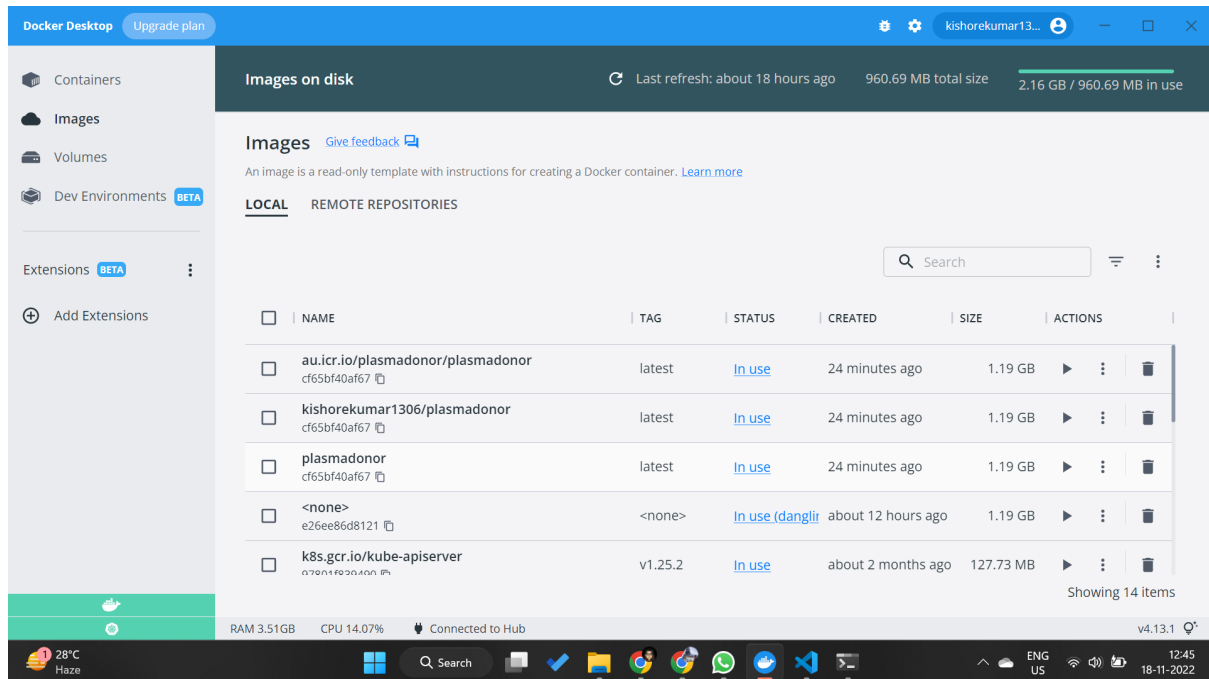 Docker Desktop Upgrade plan kishorekumar13...
Containers
Images
Volumes
Dev Environments BETA
Extensions BETA
Add Extensions
Images on disk Last refresh: about 18 hours ago 960.69 MB total size 2.16 GB / 960.69 MB in use
Images Give feedback
An image is a read-only template with instructions for creating a Docker container. Learn more
LOCAL REMOTE REPOSITORIES
Search
NAME TAG STATUS CREATED SIZE ACTIONS
au.icr.io/plasmadonor/plasmadonor latest In use 24 minutes ago 1.19 GB
cf65bf40af67
kishorekumar1306/plasmadonor latest In use 24 minutes ago 1.19 GB
cf65bf40af67
plasmadonor latest In use 24 minutes ago 1.19 GB
cf65bf40af67
<none> <none> In use (danglin about 12 hours ago 1.19 GB
e26ee86d8121
k8s.gcr.io/kube-apiserver v1.25.2 In use about 2 months ago 127.73 MB
97801f839490
Showing 14 items
RAM 3.51GB CPU 14.07% Connected to Hub v4.13.1
1 28°C
Haze
Search
ENG
US
12:45
18-11-2022